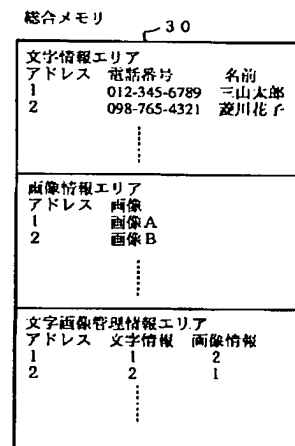 総合メモリ
30
文字情報エリア
アドレス 電話番号 名前
1 012-345-6789 三山太郎
2 098-765-4321 菱川花子
画像情報エリア
アドレス 画像
1 画像A
2 画像B
文字画像管理情報エリア
アドレス 文字情報 画像情報
1 1 2
2 2 1